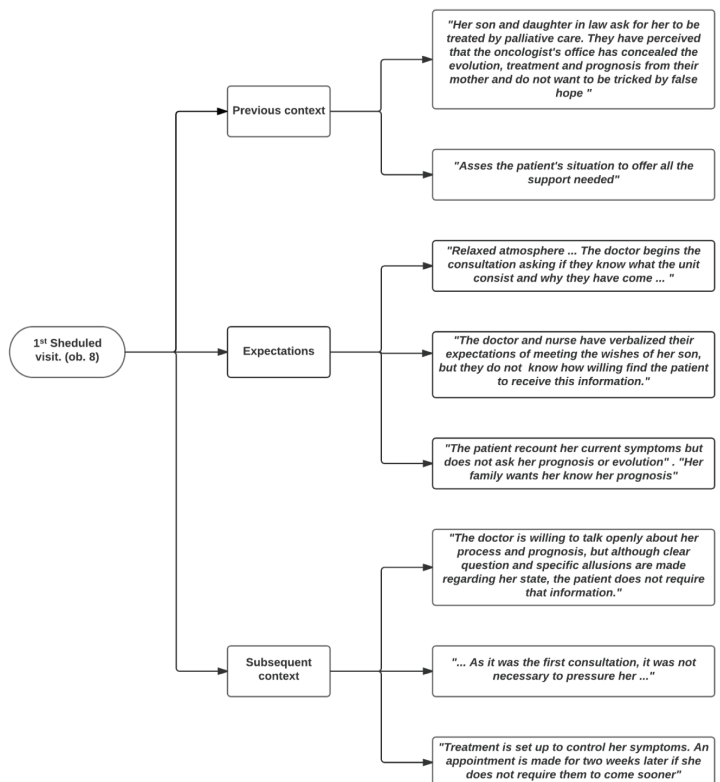 "Her son and daughter in law ask for her to be
treated by palliative care. They have perceived
that the oncologist's office has concealed the
evolution, treatment and prognosis from their
mother and do not want to be tricked by false
hope "
Previous context
"Asses the patient's situation to offer all the
support needed"
"Relaxed atmosphere ... The doctor begins the
consultation asking if they know what the unit
consist and why they have come ... "
1st Sheduled
visit. (ob. 8)
Expectations
"The doctor and nurse have verbalized their
expectations of meeting the wishes of her son,
but they do not  know how willing find the patient
to receive this information."
"The patient recount her current symptoms but
does not ask her prognosis or evolution" . "Her
family wants her know her prognosis"
"The doctor is willing to talk openly about her
process and prognosis, but although clear
question and specific allusions are made
regarding her state, the patient does not require
that information."
Subsequent
context
"... As it was the first consultation, it was not
necessary to pressure her ..."
"Treatment is set up to control her symptoms. An
appointment is made for two weeks later if she
does not require them to come sooner"